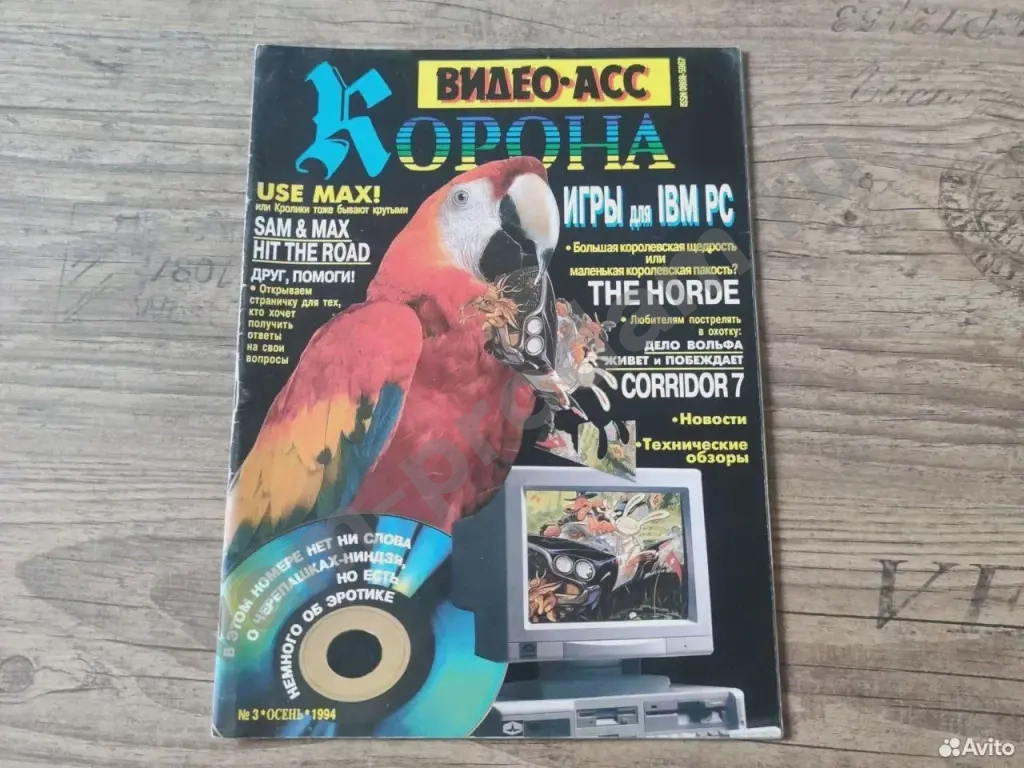 ВИДЕО•АСС
КОРОНА
USE MAX!
или Кролики тоже бывают крутыми
SAM & MAX
HIT THE ROAD
ДРУГ, ПОМОГИ!
• Открываем
страничку для тех,
кто хочет
получить
ответы
на свои
вопросы
ИГРЫ для IBM PC
• Большая королевская щедрость
или
маленькая королевская пакость?
THE HORDE
• Любителям пострелять
в охотку:
ДЕЛО ВОЛЬФА
ЖИВЕТ и ПОБЕЖДАЕТ
CORRIDOR 7
•Новости
•Технические
обзоры
В ЭТОМ НОМЕРЕ НЕТ НИ СЛОВА
О ЧЕРЕПАШКАХ-НИНДЗЯ,
НО ЕСТЬ
НЕМНОГО ОБ ЭРОТИКЕ
№ 3 * ОСЕНЬ * 1994
Avito